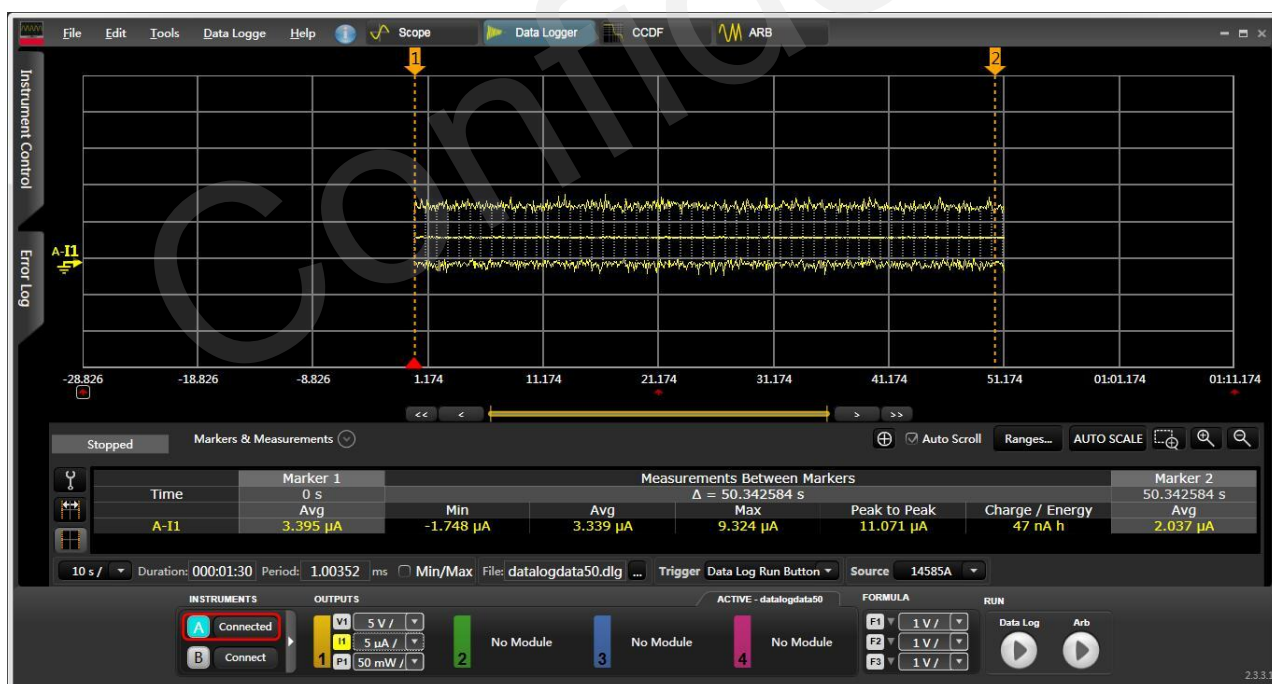 File Edit Tools Data Logge Help i Scope Data Logger CCDF ARB
1 2
Instrument Control
Error Log
A-I1
Confid
-28.826 -18.826 -8.826 1.174 11.174 21.174 31.174 41.174 51.174 01:01.174 01:11.174
<< < > >>
Stopped Markers & Measurements Auto Scroll Ranges... AUTO SCALE
Marker 1 Measurements Between Markers Marker 2
Time 0 s Δ = 50.342584 s 50.342584 s
Avg Min Avg Max Peak to Peak Charge / Energy Avg
A-I1 3.395 µA -1.748 µA 3.339 µA 9.324 µA 11.071 µA 47 nA h 2.037 µA
10 s / Duration: 000:01:30 Period: 1.00352 ms Min/Max File: datalogdata50.dlg ... Trigger Data Log Run Button Source 14585A
INSTRUMENTS OUTPUTS ACTIVE - datalogdata50 FORMULA RUN
A Connected V1 5 V / F1 1 V / Data Log Arb
I1 5 µA / No Module No Module No Module F2 1 V /
B Connect 1 P1 50 mW / 2 3 4 F3 1 V /
2.3.3.1